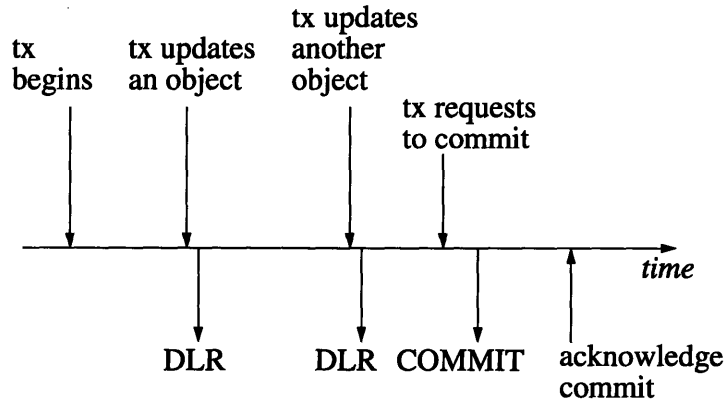 tx
begins
tx updates
an object
tx updates
another
object
tx requests
to commit
time
DLR
DLR
COMMIT
acknowledge
commit